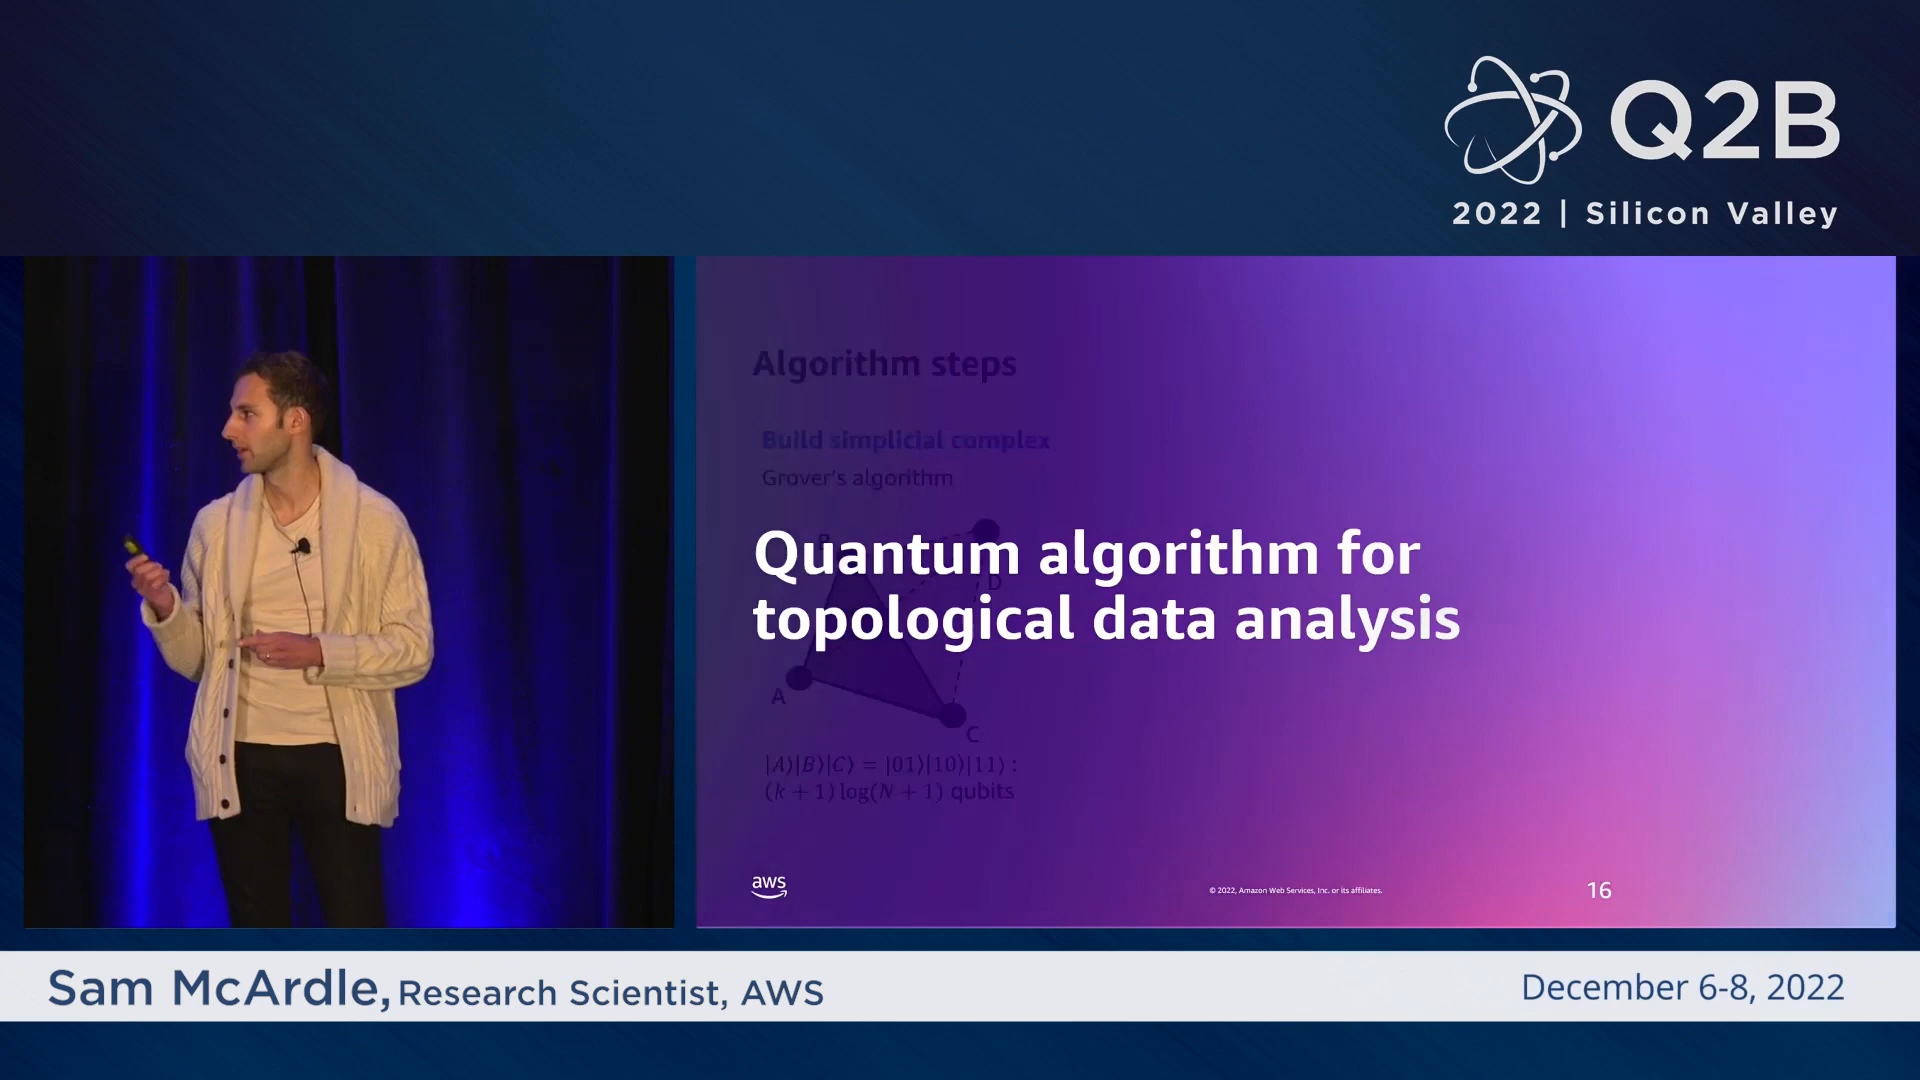 Q2B
2022 | Silicon Valley
Algorithm steps
Build simplicial complex
Grover's algorithm
Quantum algorithm for
topological data analysis
B
D
A
C
|A⟩|B⟩|C⟩ = |01⟩|10⟩|11⟩ :
(k + 1) log(N + 1) qubits
aws
© 2022, Amazon Web Services, Inc. or its affiliates.
16
Sam McArdle, Research Scientist, AWS
December 6-8, 2022